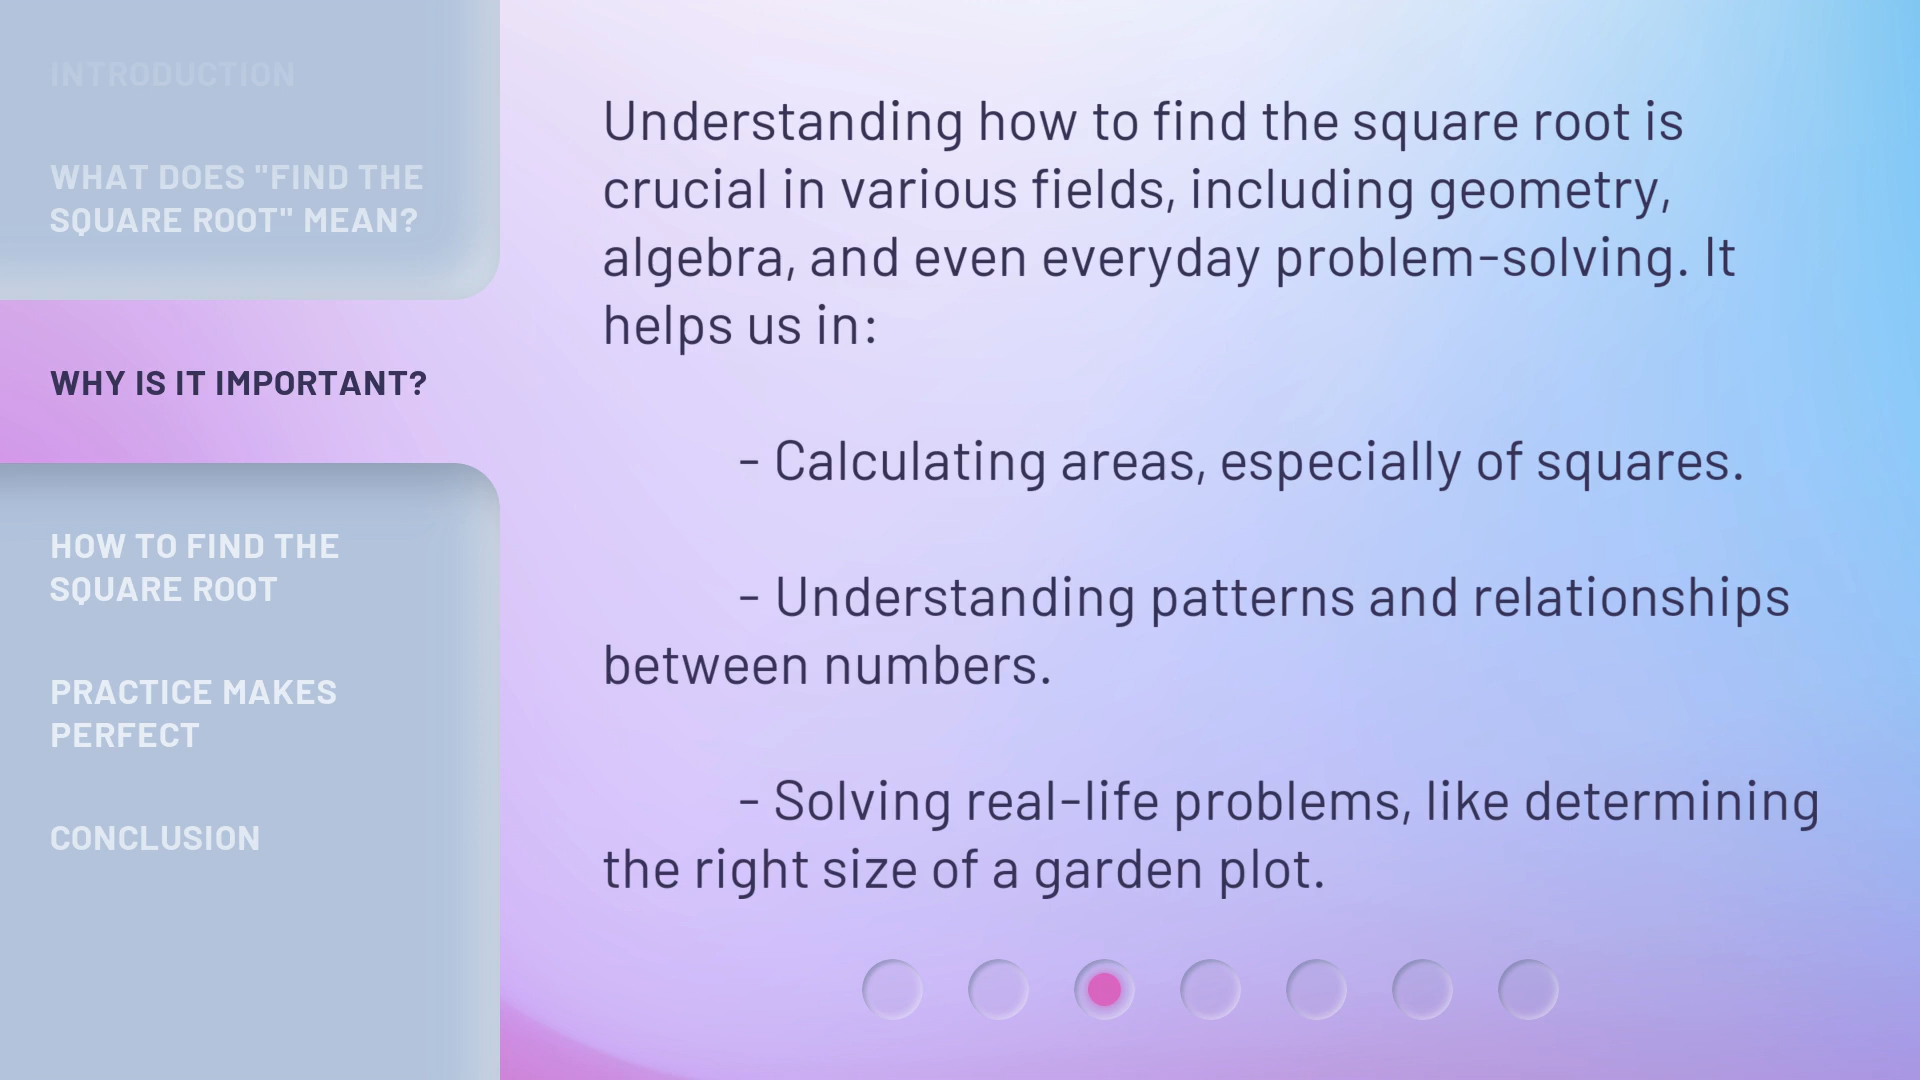 INTRODUCTION
WHAT DOES "FIND THE
SQUARE ROOT" MEAN?
WHY IS IT IMPORTANT?
HOW TO FIND THE
SQUARE ROOT
PRACTICE MAKES
PERFECT
CONCLUSION
Understanding how to find the square root is
crucial in various fields, including geometry,
algebra, and even everyday problem-solving. It
helps us in:
- Calculating areas, especially of squares.
- Understanding patterns and relationships
between numbers.
- Solving real-life problems, like determining
the right size of a garden plot.